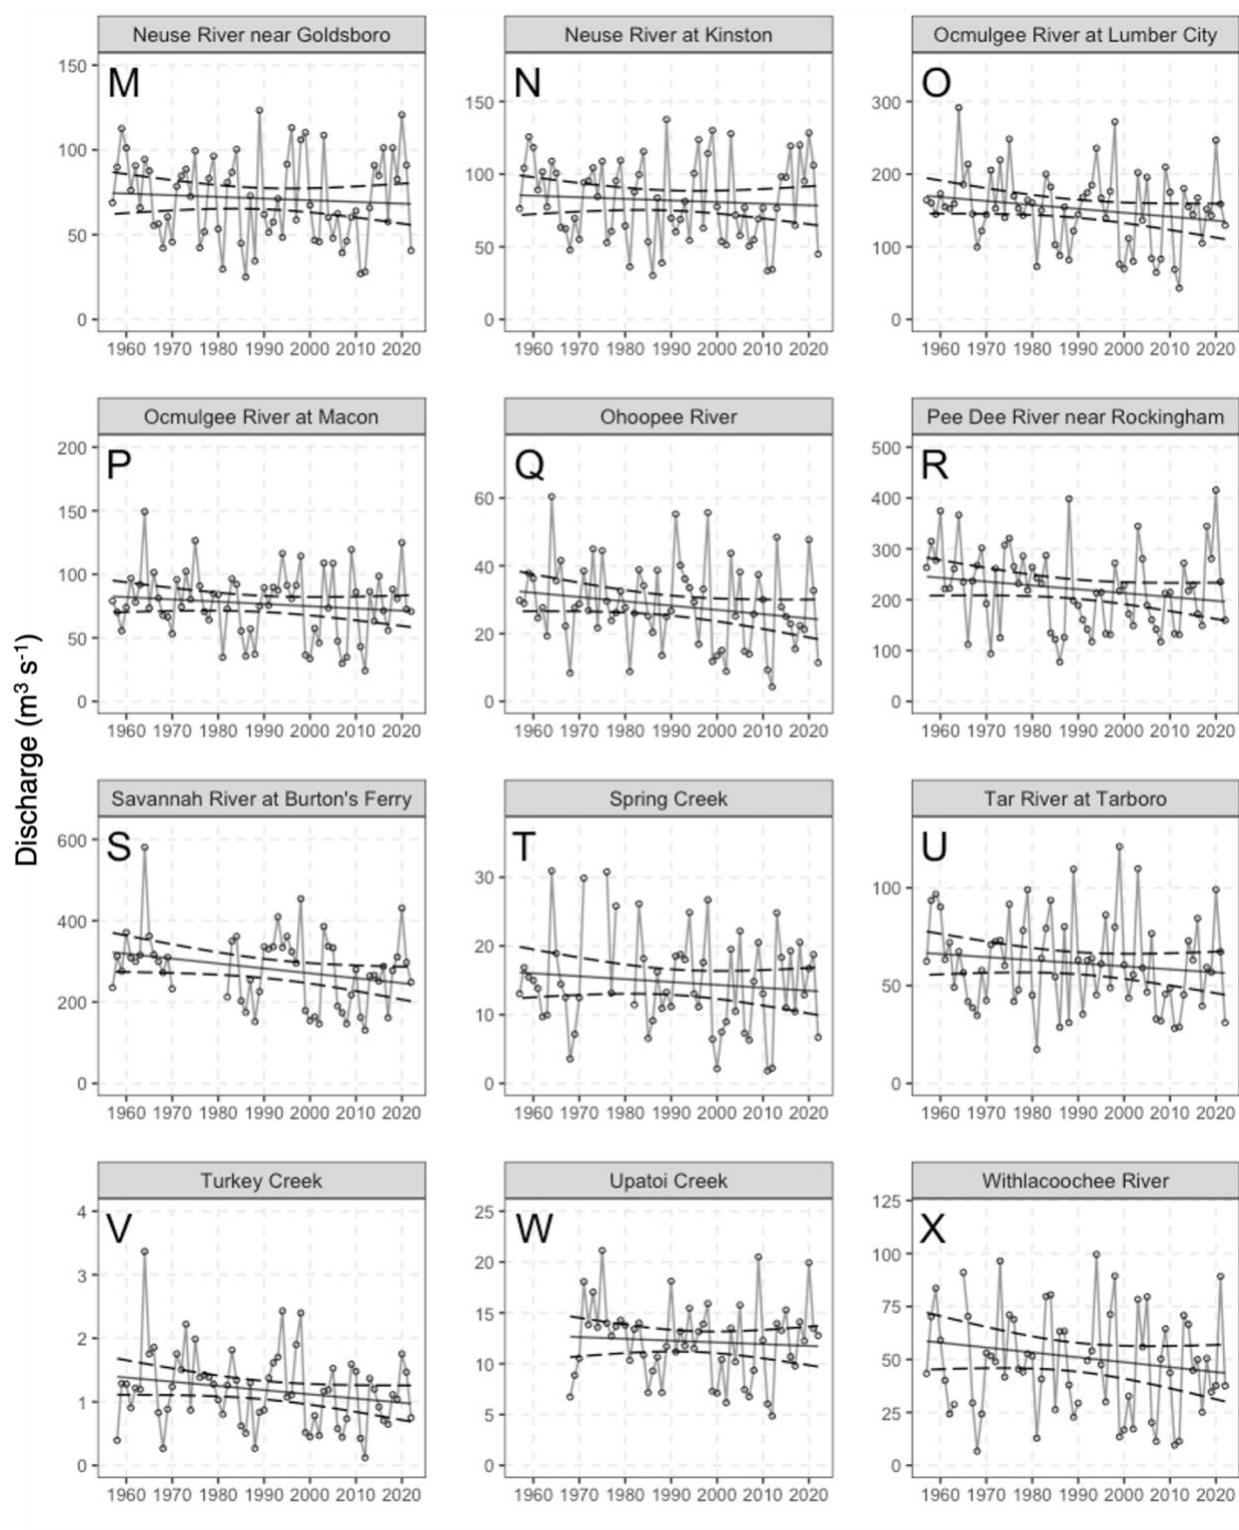 Discharge (m³ s⁻¹)
Neuse River near Goldsboro
M
150
100
50
0
1960 1970 1980 1990 2000 2010 2020
Neuse River at Kinston
N
150
100
50
0
1960 1970 1980 1990 2000 2010 2020
Ocmulgee River at Lumber City
O
300
200
100
0
1960 1970 1980 1990 2000 2010 2020
Ocmulgee River at Macon
P
200
150
100
50
0
1960 1970 1980 1990 2000 2010 2020
Ohoopee River
Q
60
40
20
0
1960 1970 1980 1990 2000 2010 2020
Pee Dee River near Rockingham
R
500
400
300
200
100
0
1960 1970 1980 1990 2000 2010 2020
Savannah River at Burton's Ferry
S
600
400
200
0
1960 1970 1980 1990 2000 2010 2020
Spring Creek
T
30
20
10
0
1960 1970 1980 1990 2000 2010 2020
Tar River at Tarboro
U
100
50
0
1960 1970 1980 1990 2000 2010 2020
Turkey Creek
V
4
3
2
1
0
1960 1970 1980 1990 2000 2010 2020
Upatoi Creek
W
25
20
15
10
5
0
1960 1970 1980 1990 2000 2010 2020
Withlacoochee River
X
125
100
75
50
25
0
1960 1970 1980 1990 2000 2010 2020